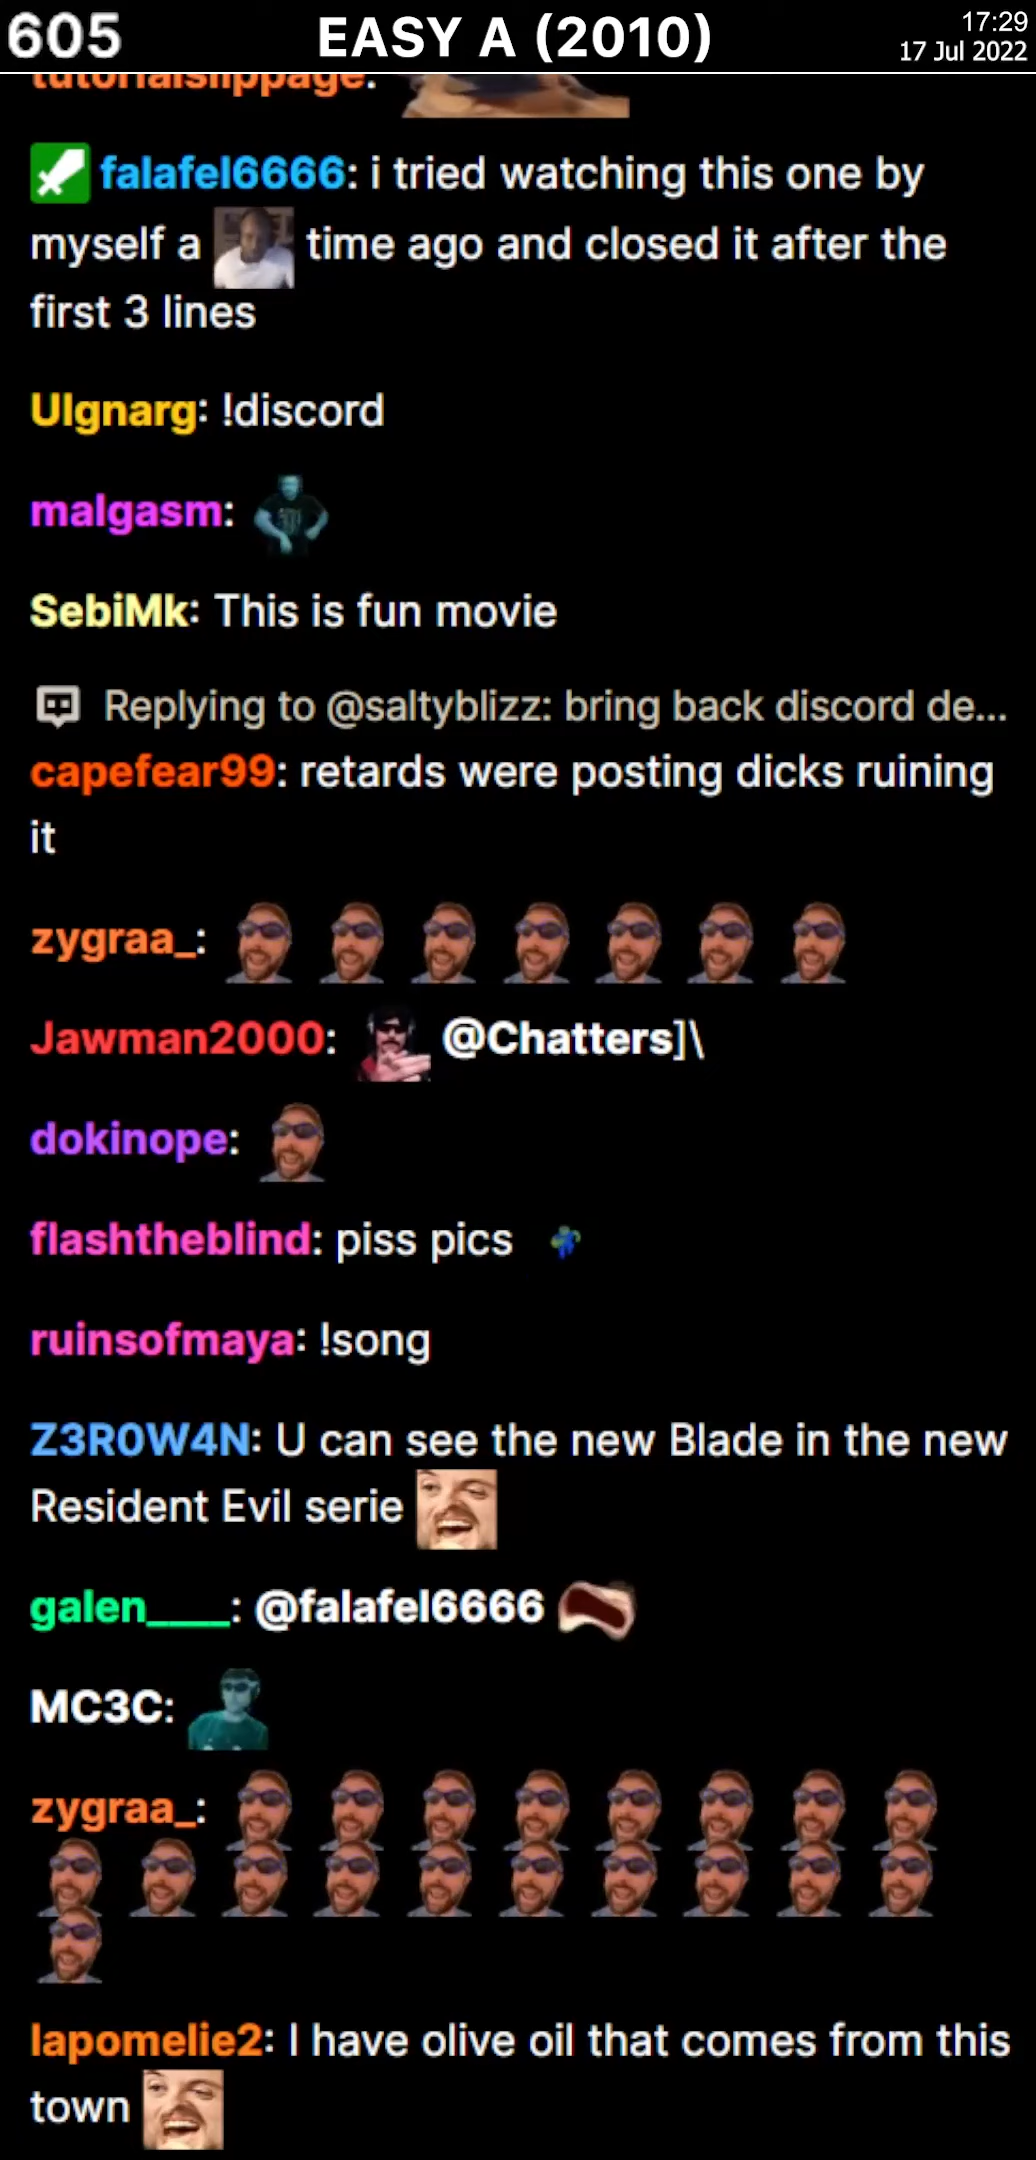 605
EASY A (2010)
17:29
17 Jul 2022
tutorialslippage:
falafel6666: i tried watching this one by
myself a time ago and closed it after the
first 3 lines
Ulgnarg: !discord
malgasm:
SebiMk: This is fun movie
Replying to @saltyblizz: bring back discord de...
capefear99: retards were posting dicks ruining
it
zygraa_:
Jawman2000: @Chatters]\
dokinope:
flashtheblind: piss pics
ruinsofmaya: !song
Z3R0W4N: U can see the new Blade in the new
Resident Evil serie
galen____: @falafel6666
MC3C:
zygraa_:
lapomelie2: I have olive oil that comes from this
town